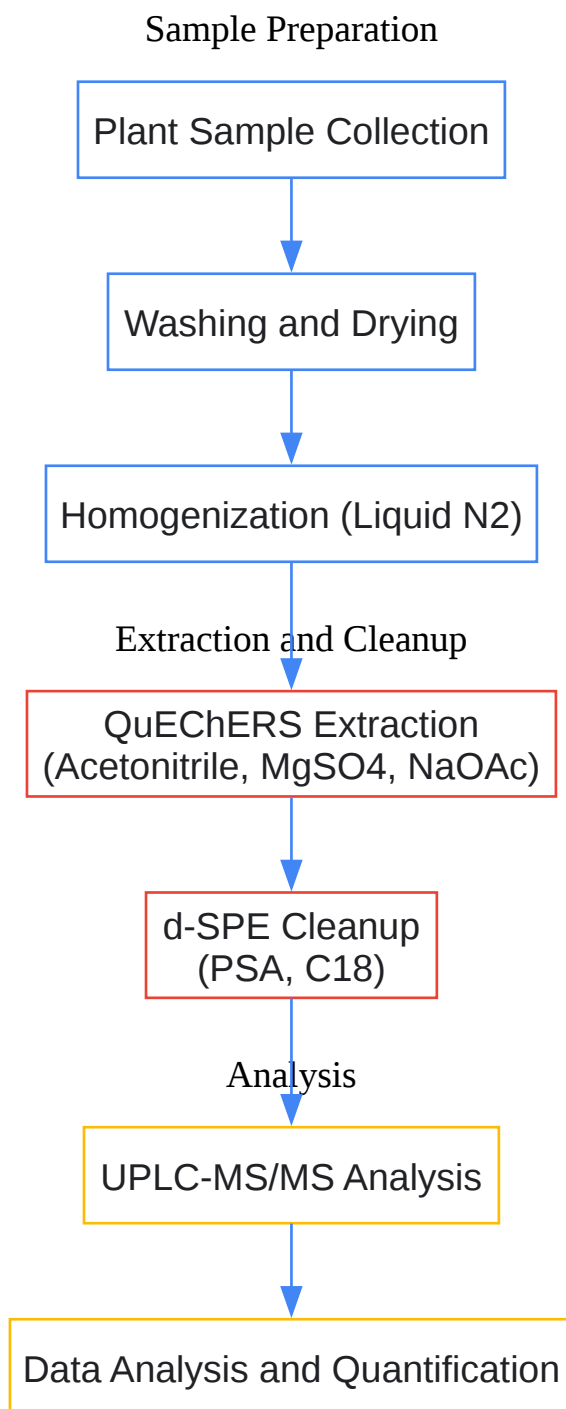 Sample Preparation
Plant Sample Collection
Washing and Drying
Homogenization (Liquid N2)
Extraction and Cleanup
QuEChERS Extraction
(Acetonitrile, MgSO4, NaOAc)
d-SPE Cleanup
(PSA, C18)
Analysis
UPLC-MS/MS Analysis
Data Analysis and Quantification